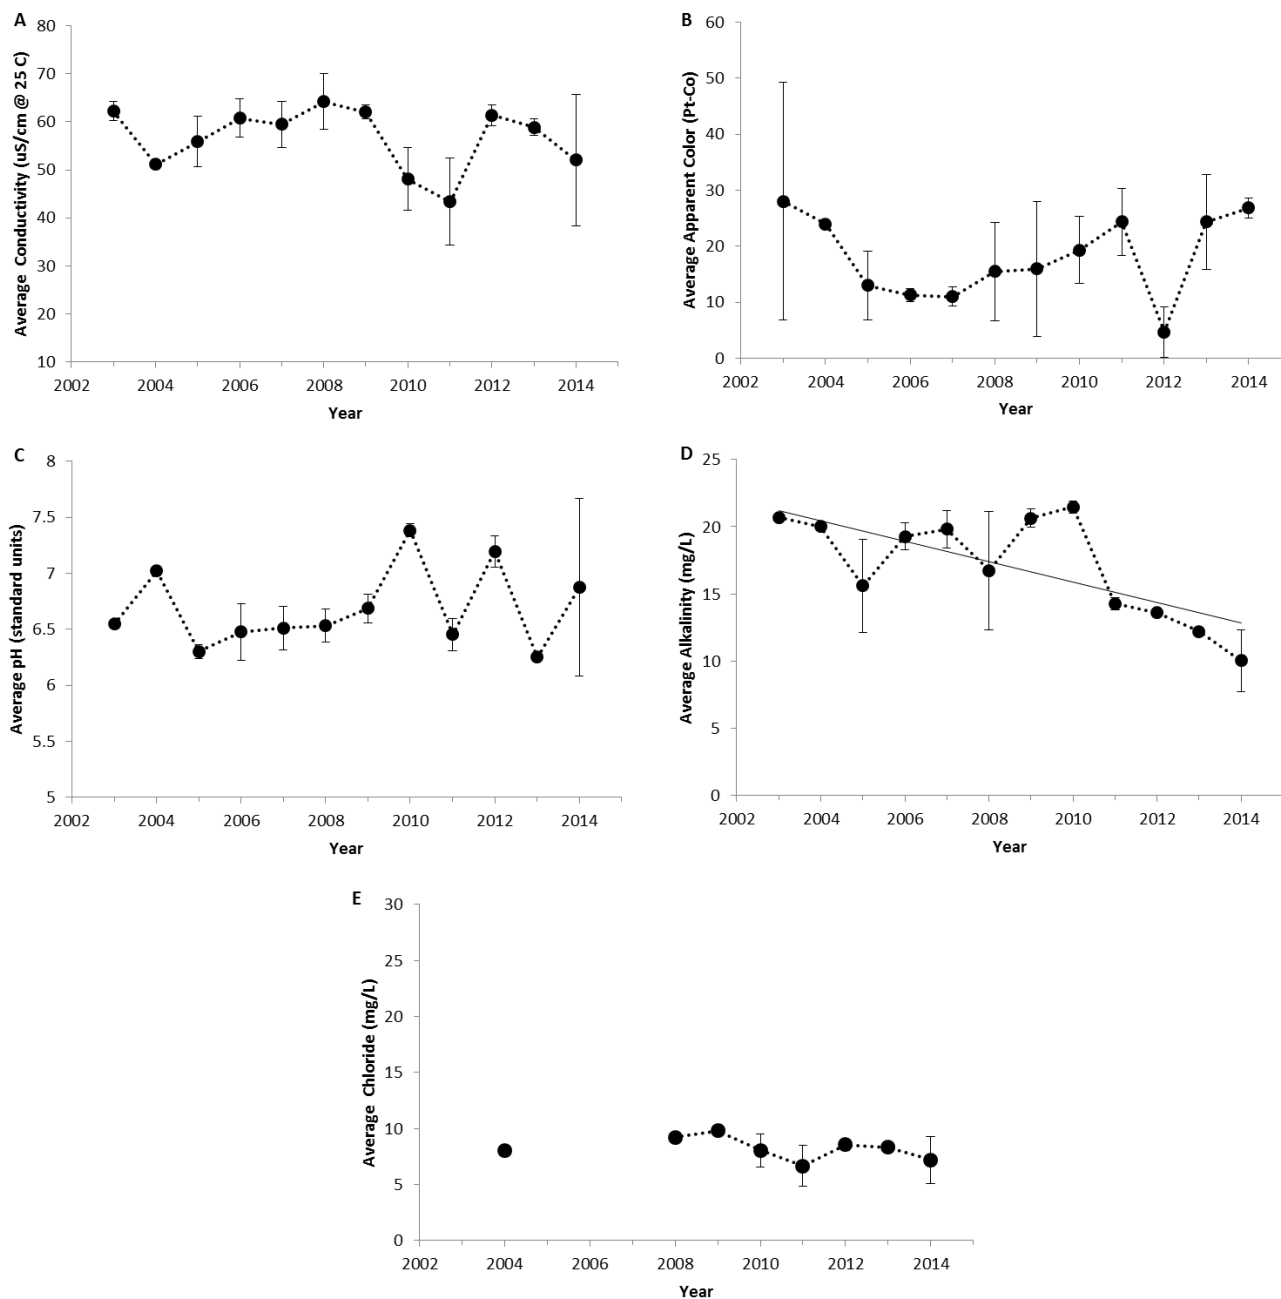 A
Average Conductivity (uS/cm @ 25 C)
80
70
60
50
40
30
20
10
2002 2004 2006 2008 2010 2012 2014
Year
B
Average Apparent Color (Pt-Co)
60
50
40
30
20
10
0
2002 2004 2006 2008 2010 2012 2014
Year
C
Average pH (standard units)
8
7.5
7
6.5
6
5.5
5
2002 2004 2006 2008 2010 2012 2014
Year
D
Average Alkalinity (mg/L)
25
20
15
10
5
0
2002 2004 2006 2008 2010 2012 2014
Year
E
Average Chloride (mg/L)
30
25
20
15
10
5
0
2002 2004 2006 2008 2010 2012 2014
Year